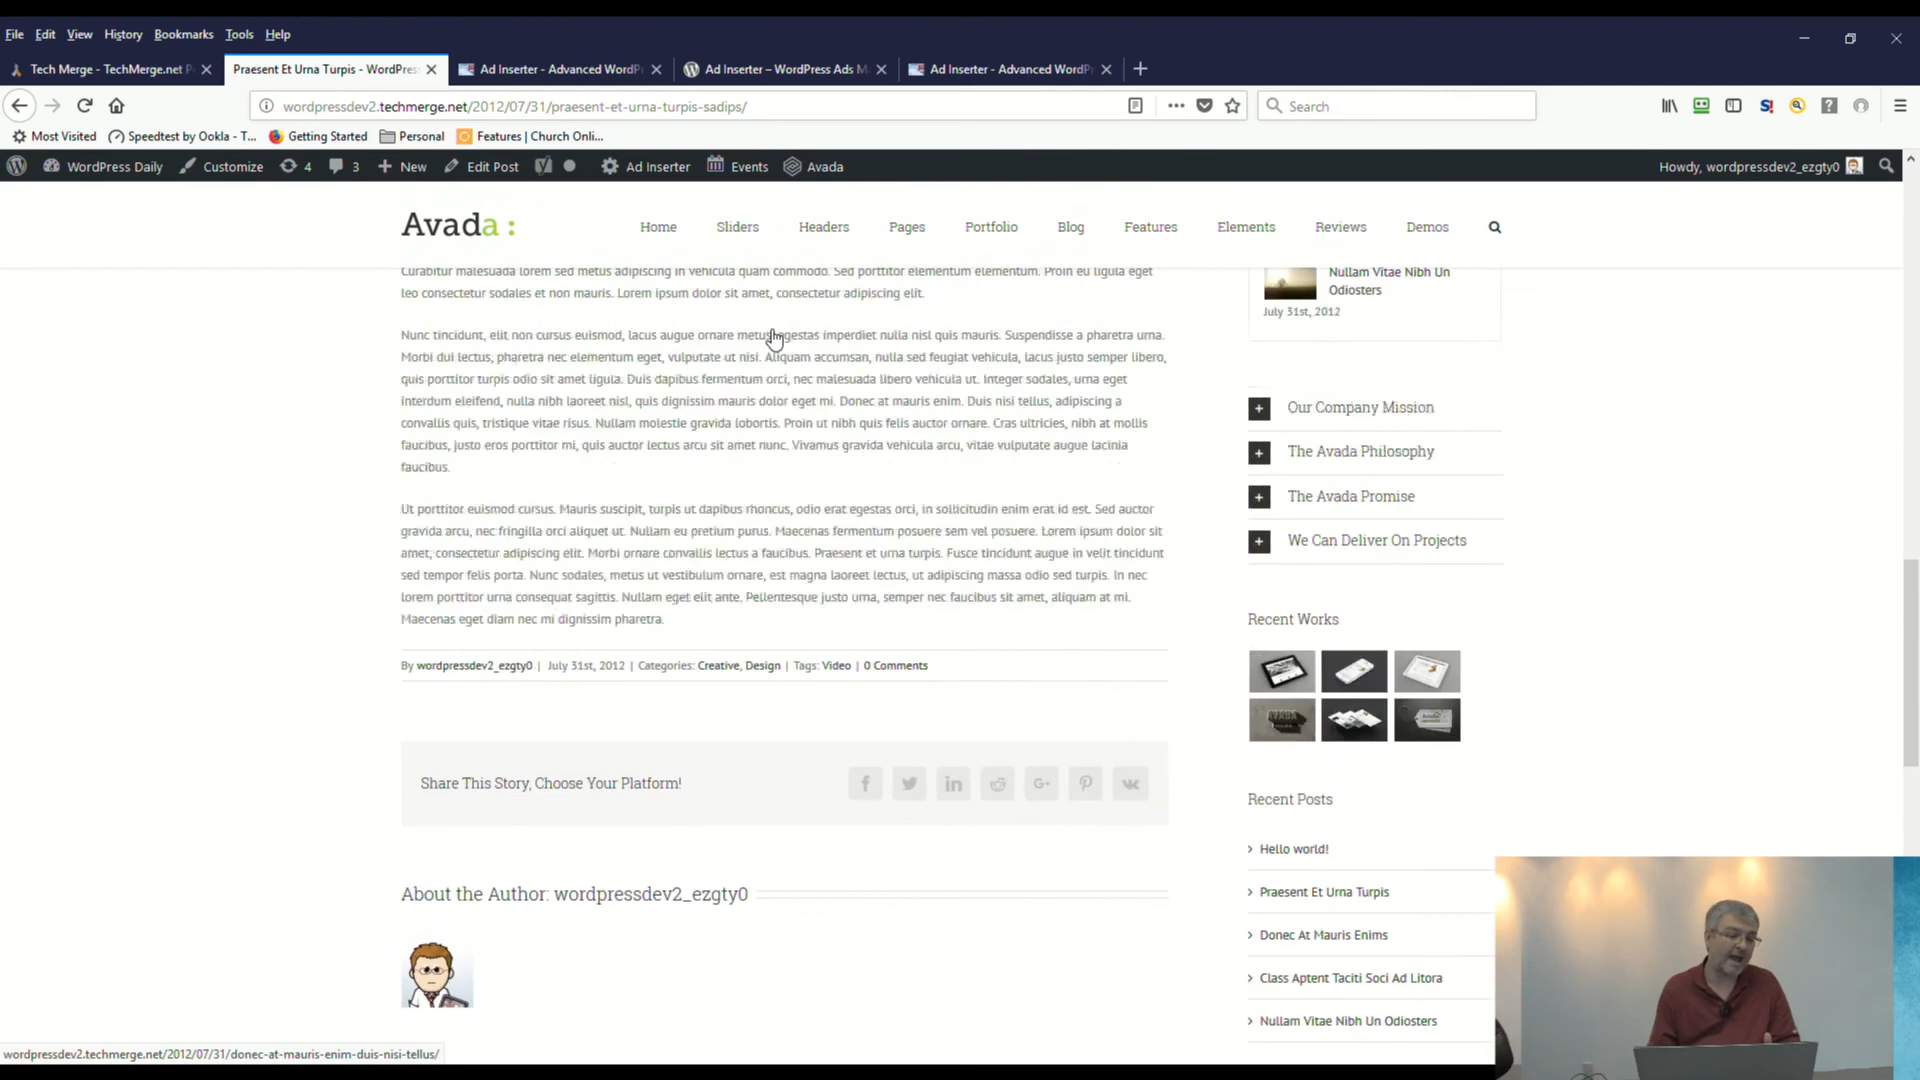 File Edit View History Bookmarks Tools Help
Tech Merge - TechMerge.net P
Praesent Et Urna Turpis - WordPres
Ad Inserter - Advanced WordP
Ad Inserter – WordPress Ads M
Ad Inserter - Advanced WordP
wordpressdev2.techmerge.net/2012/07/31/praesent-et-urna-turpis-sadips/
Search
Most Visited Speedtest by Ookla - T... Getting Started Personal Features | Church Onli...
WordPress Daily Customize 4 3 New Edit Post Ad Inserter Events Avada Howdy, wordpressdev2_ezgty0
Avada :
Home Sliders Headers Pages Portfolio Blog Features Elements Reviews Demos
Curabitur malesuada lorem sed metus adipiscing in vehicula quam commodo. Sed porttitor elementum elementum. Proin eu ligula eget
leo consectetur sodales et non mauris. Lorem ipsum dolor sit amet, consectetur adipiscing elit.
Nunc tincidunt, elit non cursus euismod, lacus augue ornare metus egestas imperdiet nulla nisl quis mauris. Suspendisse a pharetra urna.
Morbi dui lectus, pharetra nec elementum eget, vulputate ut nisi. Aliquam accumsan, nulla sed feugiat vehicula, lacus justo semper libero,
quis porttitor turpis odio sit amet ligula. Duis dapibus fermentum orci, nec malesuada libero vehicula ut. Integer sodales, urna eget
interdum eleifend, nulla nibh laoreet nisl, quis dignissim mauris dolor eget mi. Donec at mauris enim. Duis nisi tellus, adipiscing a
convallis quis, tristique vitae risus. Nullam molestie gravida lobortis. Proin ut nibh quis felis auctor ornare. Cras ultricies, nibh at mollis
faucibus, justo eros porttitor mi, quis auctor lectus arcu sit amet nunc. Vivamus gravida vehicula arcu, vitae vulputate augue lacinia
faucibus.
Ut porttitor euismod cursus. Mauris suscipit, turpis ut dapibus rhoncus, odio erat egestas orci, in sollicitudin enim erat id est. Sed auctor
gravida arcu, nec fringilla orci aliquet ut. Nullam eu pretium purus. Maecenas fermentum posuere sem vel posuere. Lorem ipsum dolor sit
amet, consectetur adipiscing elit. Morbi ornare convallis lectus a faucibus. Praesent et urna turpis. Fusce tincidunt augue in velit tincidunt
sed tempor felis porta. Nunc sodales, metus ut vestibulum ornare, est magna laoreet lectus, ut adipiscing massa odio sed turpis. In nec
lorem porttitor urna consequat sagittis. Nullam eget elit ante. Pellentesque justo urna, semper nec faucibus sit amet, aliquam at mi.
Maecenas eget diam nec mi dignissim pharetra.
By wordpressdev2_ezgty0 | July 31st, 2012 | Categories: Creative, Design | Tags: Video | 0 Comments
Share This Story, Choose Your Platform!
About the Author: wordpressdev2_ezgty0
Nullam Vitae Nibh Un
Odiosters
July 31st, 2012
Our Company Mission
The Avada Philosophy
The Avada Promise
We Can Deliver On Projects
Recent Works
Recent Posts
Hello world!
Praesent Et Urna Turpis
Donec At Mauris Enims
Class Aptent Taciti Soci Ad Litora
Nullam Vitae Nibh Un Odiosters
wordpressdev2.techmerge.net/2012/07/31/donec-at-mauris-enim-duis-nisi-tellus/